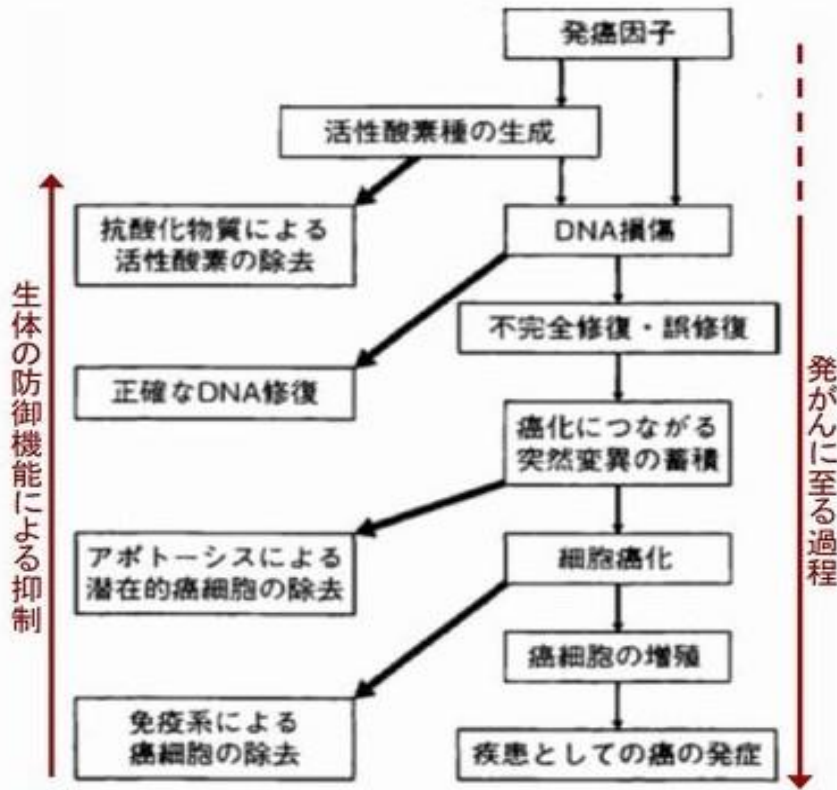 発癌因子
活性酸素種の生成
抗酸化物質による
活性酸素の除去
DNA損傷
不完全修復・誤修復
正確なDNA修復
癌化につながる
突然変異の蓄積
アポトーシスによる
潜在的癌細胞の除去
細胞癌化
癌細胞の増殖
免疫系による
癌細胞の除去
疾患としての癌の発症
生体の防御機能による抑制
発がんに至る過程